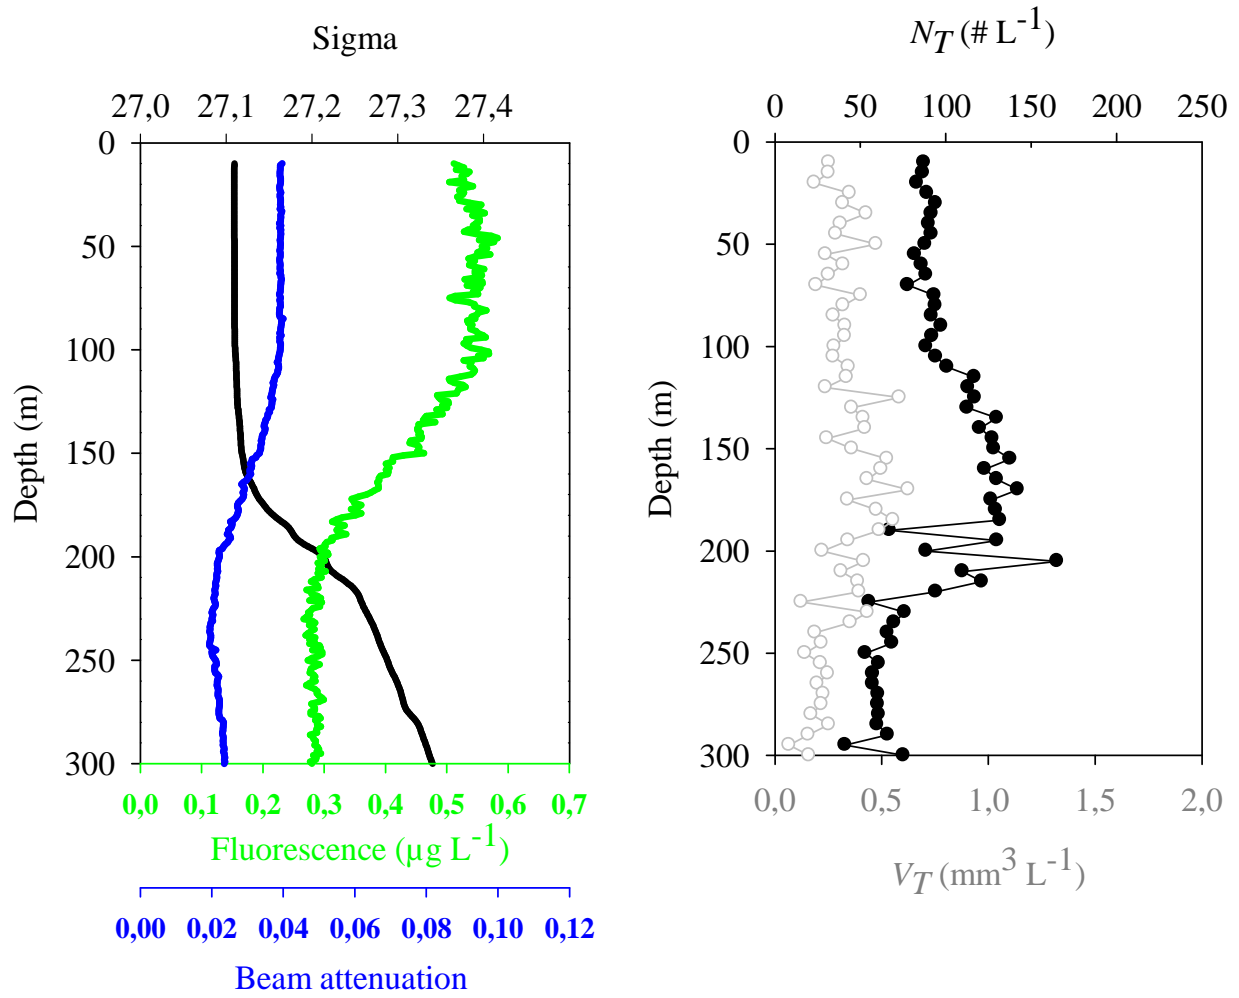 Sigma
27,0 27,1 27,2 27,3 27,4
0
50
100
150
200
250
300
Depth (m)
0,0 0,1 0,2 0,3 0,4 0,5 0,6 0,7
Fluorescence (µg L-1)
0,00 0,02 0,04 0,06 0,08 0,10 0,12
Beam attenuation
NT (# L-1)
0 50 100 150 200 250
0
50
100
150
200
250
300
Depth (m)
0,0 0,5 1,0 1,5 2,0
VT (mm3 L-1)